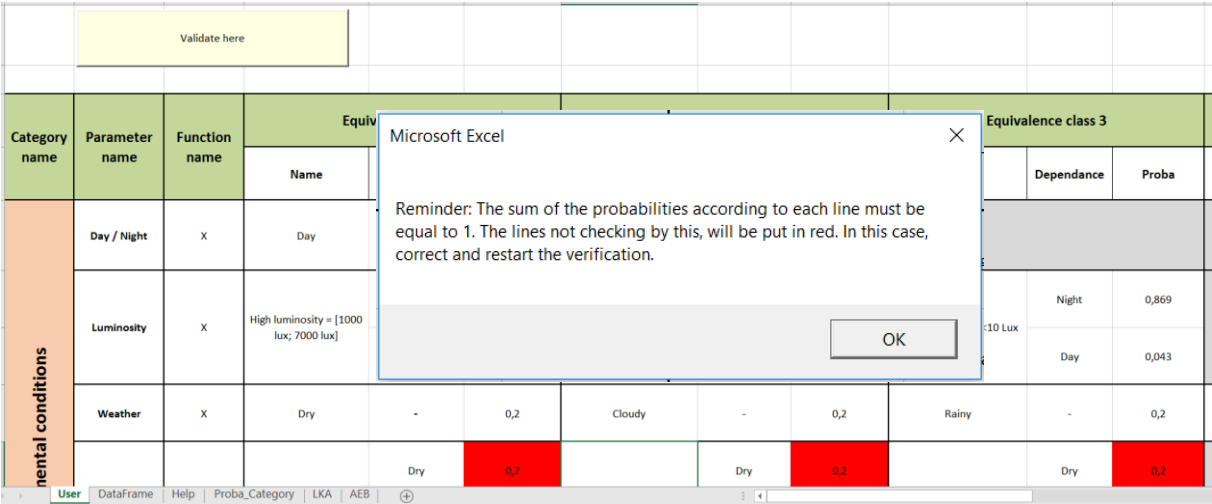 Validate here
Category name
Parameter name
Function name
Equiv
Equivalence class 3
Name
Dependance
Proba
Microsoft Excel
Reminder: The sum of the probabilities according to each line must be
equal to 1. The lines not checking by this, will be put in red. In this case,
correct and restart the verification.
OK
Day / Night
X
Day
Luminosity
X
High luminosity = [1000
lux; 7000 lux]
<10 Lux
Night
0,869
Day
0,043
mental conditions
Weather
X
Dry
-
0,2
Cloudy
-
0,2
Rainy
-
0,2
Dry
0,7
Dry
0,2
Dry
0,2
User
DataFrame
Help
Proba_Category
LKA
AEB